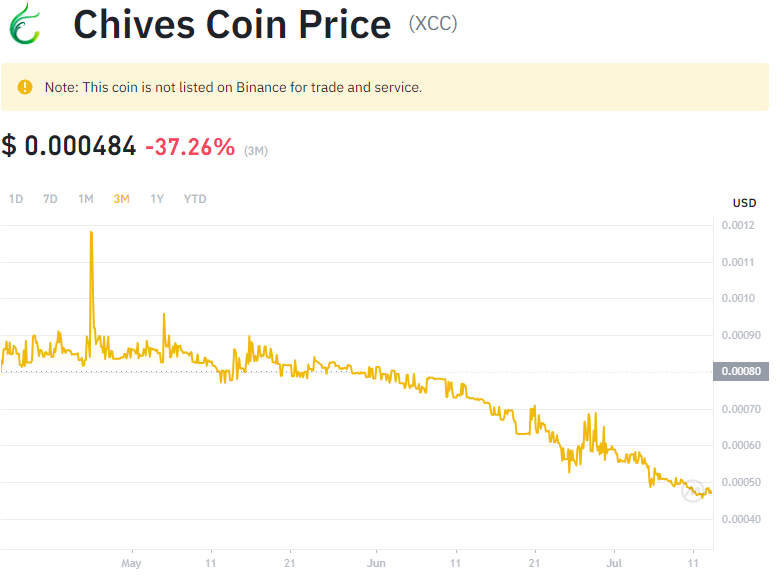 Chives Coin Price (XCC)
Note: This coin is not listed on Binance for trade and service.
$ 0.000484 -37.26% (3M)
1D 7D 1M 3M 1Y YTD
USD
0.0012
0.0011
0.0010
0.00090
0.00080
0.00070
0.00060
0.00050
0.00040
May 11 21 Jun 11 21 Jul 11